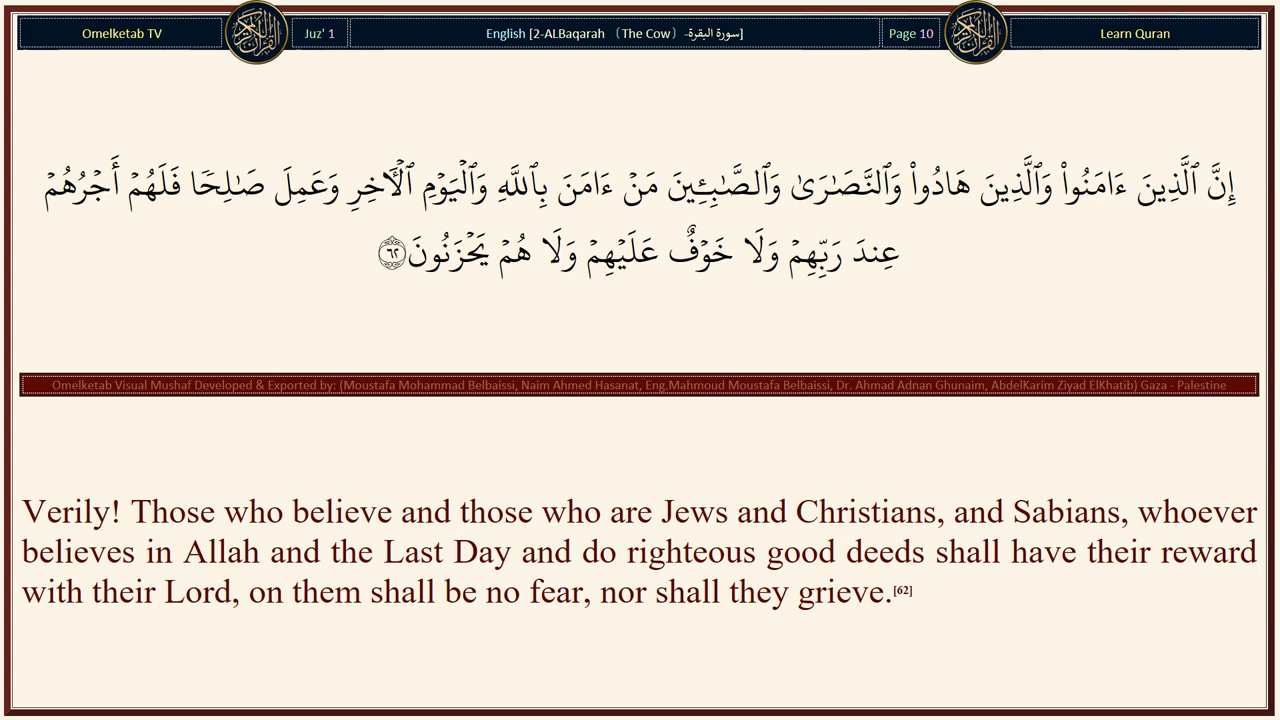 Omelketab TV
Juz' 1
English [2-ALBaqarah (The Cow) -سورة البقرة]
Page 10
Learn Quran
إِنَّ ٱلَّذِينَ ءَامَنُواْ وَٱلَّذِينَ هَادُواْ وَٱلنَّصَٰرَىٰ وَٱلصَّٰبِـِٔينَ مَنۡ ءَامَنَ بِٱللَّهِ وَٱلۡيَوۡمِ ٱلۡأٓخِرِ وَعَمِلَ صَٰلِحٗا فَلَهُمۡ أَجۡرُهُمۡ
عِندَ رَبِّهِمۡ وَلَا خَوۡفٌ عَلَيۡهِمۡ وَلَا هُمۡ يَحۡزَنُونَ ٦٢
Omelketab Visual Mushaf Developed & Exported by: (Moustafa Mohammad Belbaissi, Naim Ahmed Hasanat, Eng.Mahmoud Moustafa Belbaissi, Dr. Ahmad Adnan Ghunaim, AbdelKarim Ziyad ElKhatib) Gaza - Palestine
Verily! Those who believe and those who are Jews and Christians, and Sabians, whoever
believes in Allah and the Last Day and do righteous good deeds shall have their reward
with their Lord, on them shall be no fear, nor shall they grieve.[62]